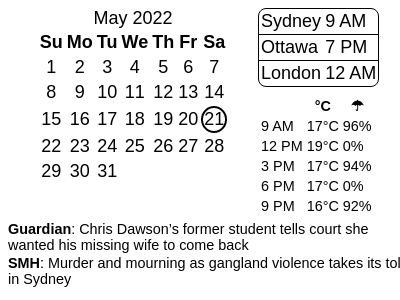 May 2022
Su Mo Tu We Th Fr Sa
1 2 3 4 5 6 7
8 9 10 11 12 13 14
15 16 17 18 19 20 21
22 23 24 25 26 27 28
29 30 31
Sydney 9 AM
Ottawa 7 PM
London 12 AM
°C ☂
9 AM 17°C 96%
12 PM 19°C 0%
3 PM 17°C 94%
6 PM 17°C 0%
9 PM 16°C 92%
Guardian: Chris Dawson’s former student tells court she
wanted his missing wife to come back
SMH: Murder and mourning as gangland violence takes its tol
in Sydney